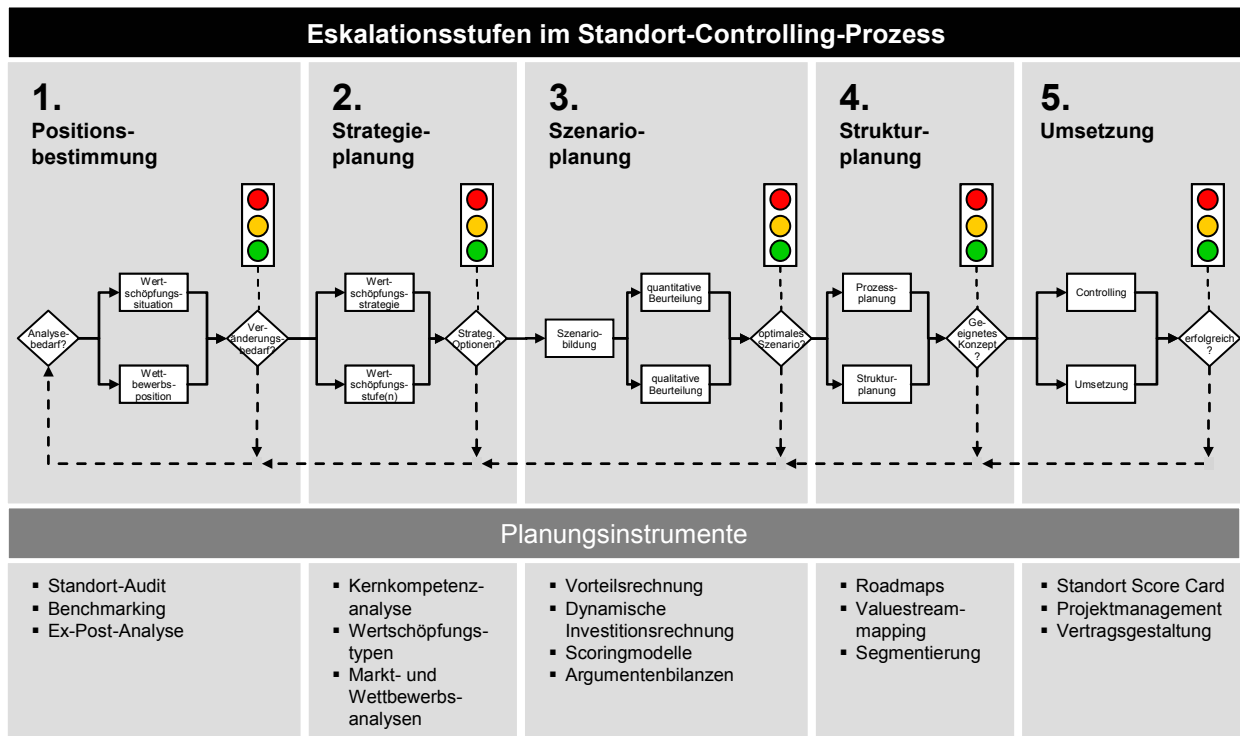 Eskalationsstufen im Standort-Controlling-Prozess
1.
Positions-
bestimmung
2.
Strategie-
planung
3.
Szenario-
planung
4.
Struktur-
planung
5.
Umsetzung
Analyse-
bedarf?
Wert-
schöpfungs-
situation
Wett-
bewerbs-
position
Ver-
änderungs-
bedarf?
Wert-
schöpfungs-
strategie
Wert-
schöpfungs-
stufe(n)
Strateg.
Optionen?
Szenario-
bildung
quantitative
Beurteilung
qualitative
Beurteilung
optimales
Szenario?
Prozess-
planung
Struktur-
planung
Ge-
eignetes
Konzept
?
Controlling
Umsetzung
erfolgreich
?
Planungsinstrumente
▪ Standort-Audit
▪ Benchmarking
▪ Ex-Post-Analyse
▪ Kernkompetenz-
analyse
▪ Wertschöpfungs-
typen
▪ Markt- und
Wettbewerbs-
analysen
▪ Vorteilsrechnung
▪ Dynamische
Investitionsrechnung
▪ Scoringmodelle
▪ Argumentenbilanzen
▪ Roadmaps
▪ Valuestream-
mapping
▪ Segmentierung
▪ Standort Score Card
▪ Projektmanagement
▪ Vertragsgestaltung